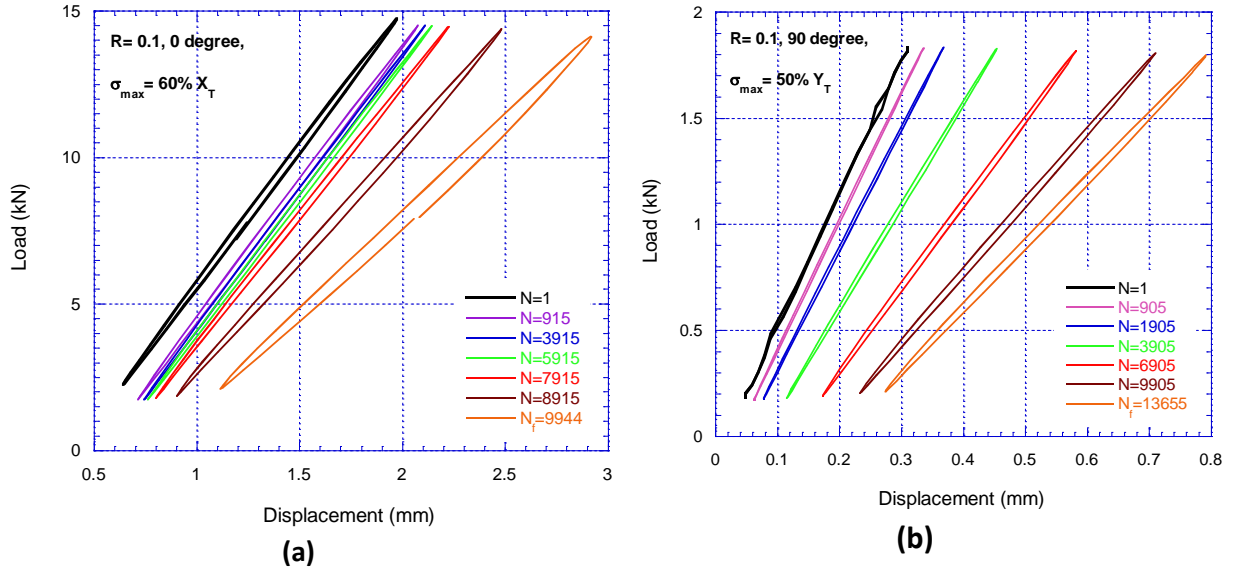 R= 0.1, 0 degree,
σmax= 60% XT
15
10
5
0
0.5
1
1.5
2
2.5
3
Load (kN)
Displacement (mm)
N=1
N=915
N=3915
N=5915
N=7915
N=8915
Nf=9944
(a)
R= 0.1, 90 degree,
σmax= 50% YT
2
1.5
1
0.5
0
0
0.1
0.2
0.3
0.4
0.5
0.6
0.7
0.8
Load (kN)
Displacement (mm)
N=1
N=905
N=1905
N=3905
N=6905
N=9905
Nf=13655
(b)